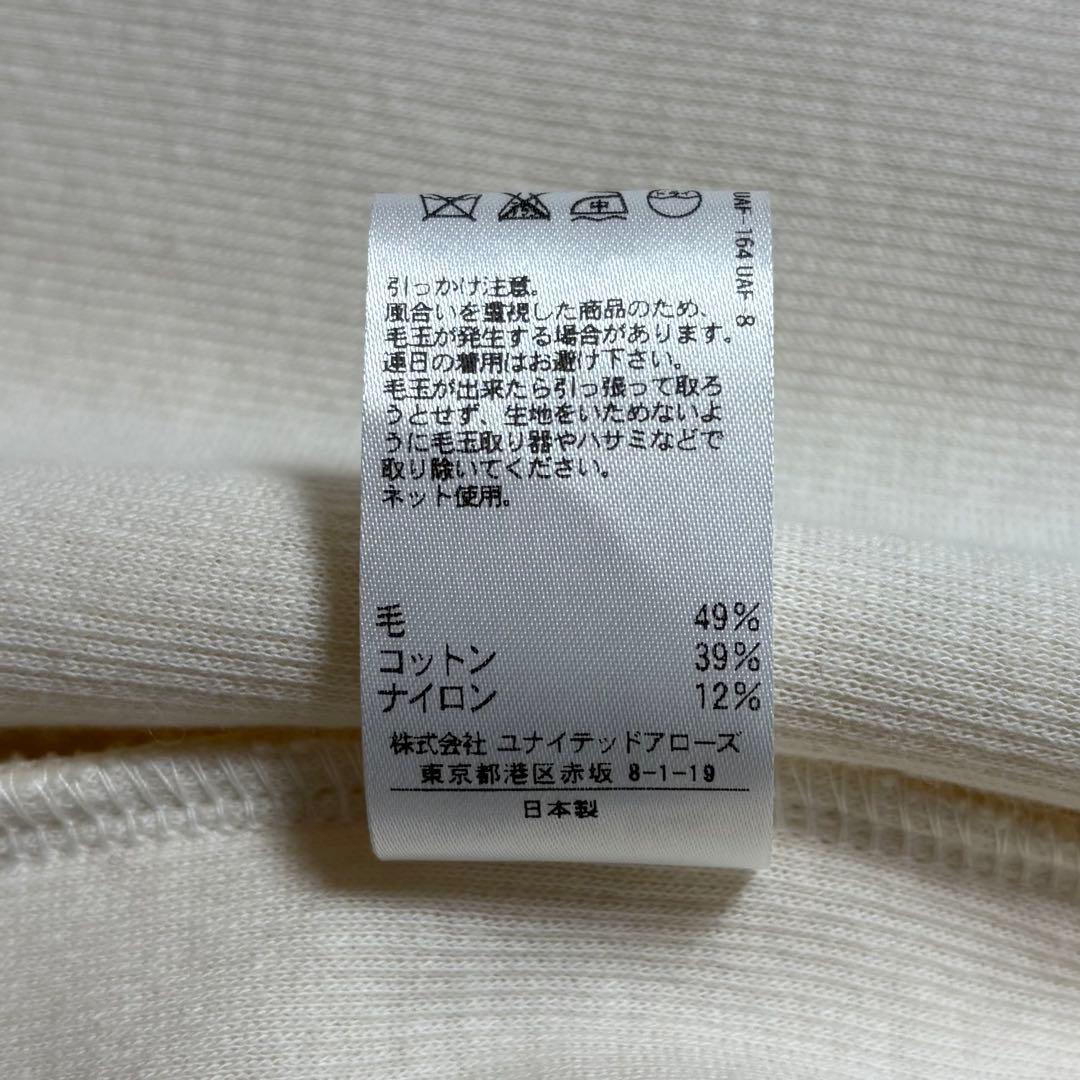 エンソ
中
ドライ
UAF-164 UAF 8
引っかけ注意。
風合いを重視した商品のため、
毛玉が発生する場合があります。
連日の着用はお避け下さい。
毛玉が出来たら引っ張って取ろ
うとせず、生地をいためないよ
うに毛玉取り器やハサミなどで
取り除いてください。
ネット使用。
毛 49%
コットン 39%
ナイロン 12%
株式会社 ユナイテッドアローズ
東京都港区赤坂 8-1-19
日本製